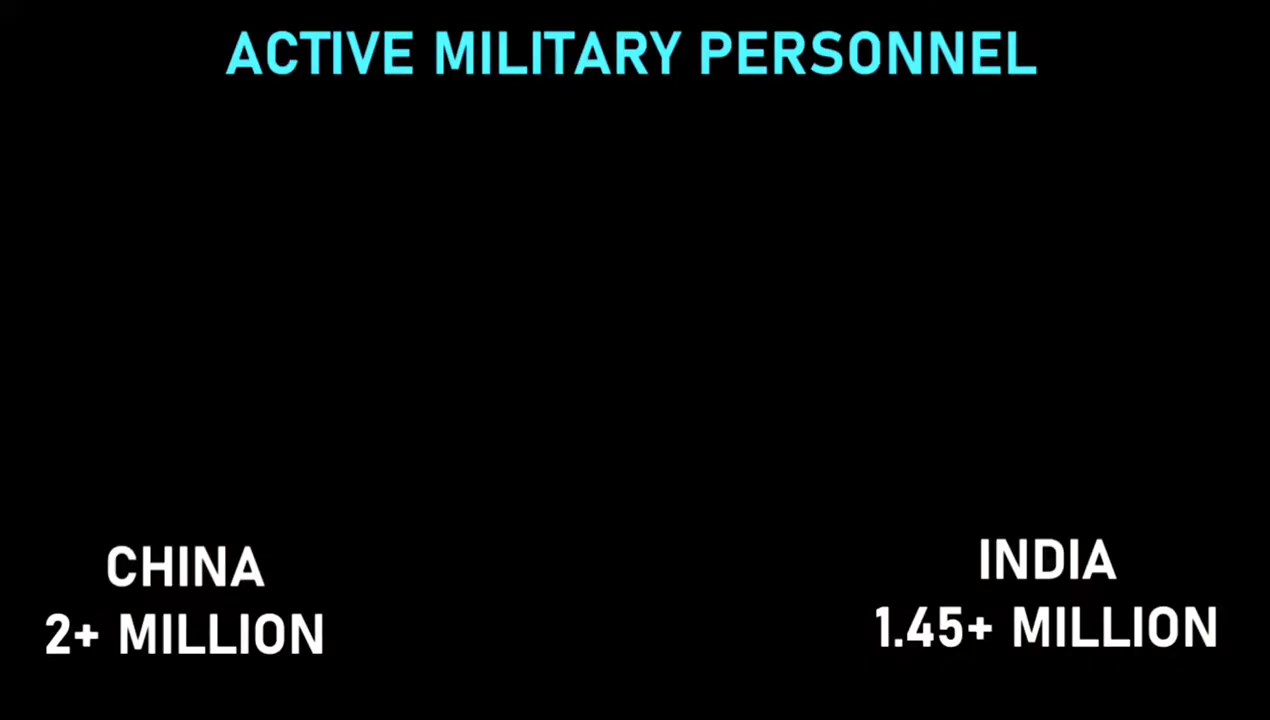 ACTIVE MILITARY PERSONNEL
CHINA
2+ MILLION
INDIA
1.45+ MILLION